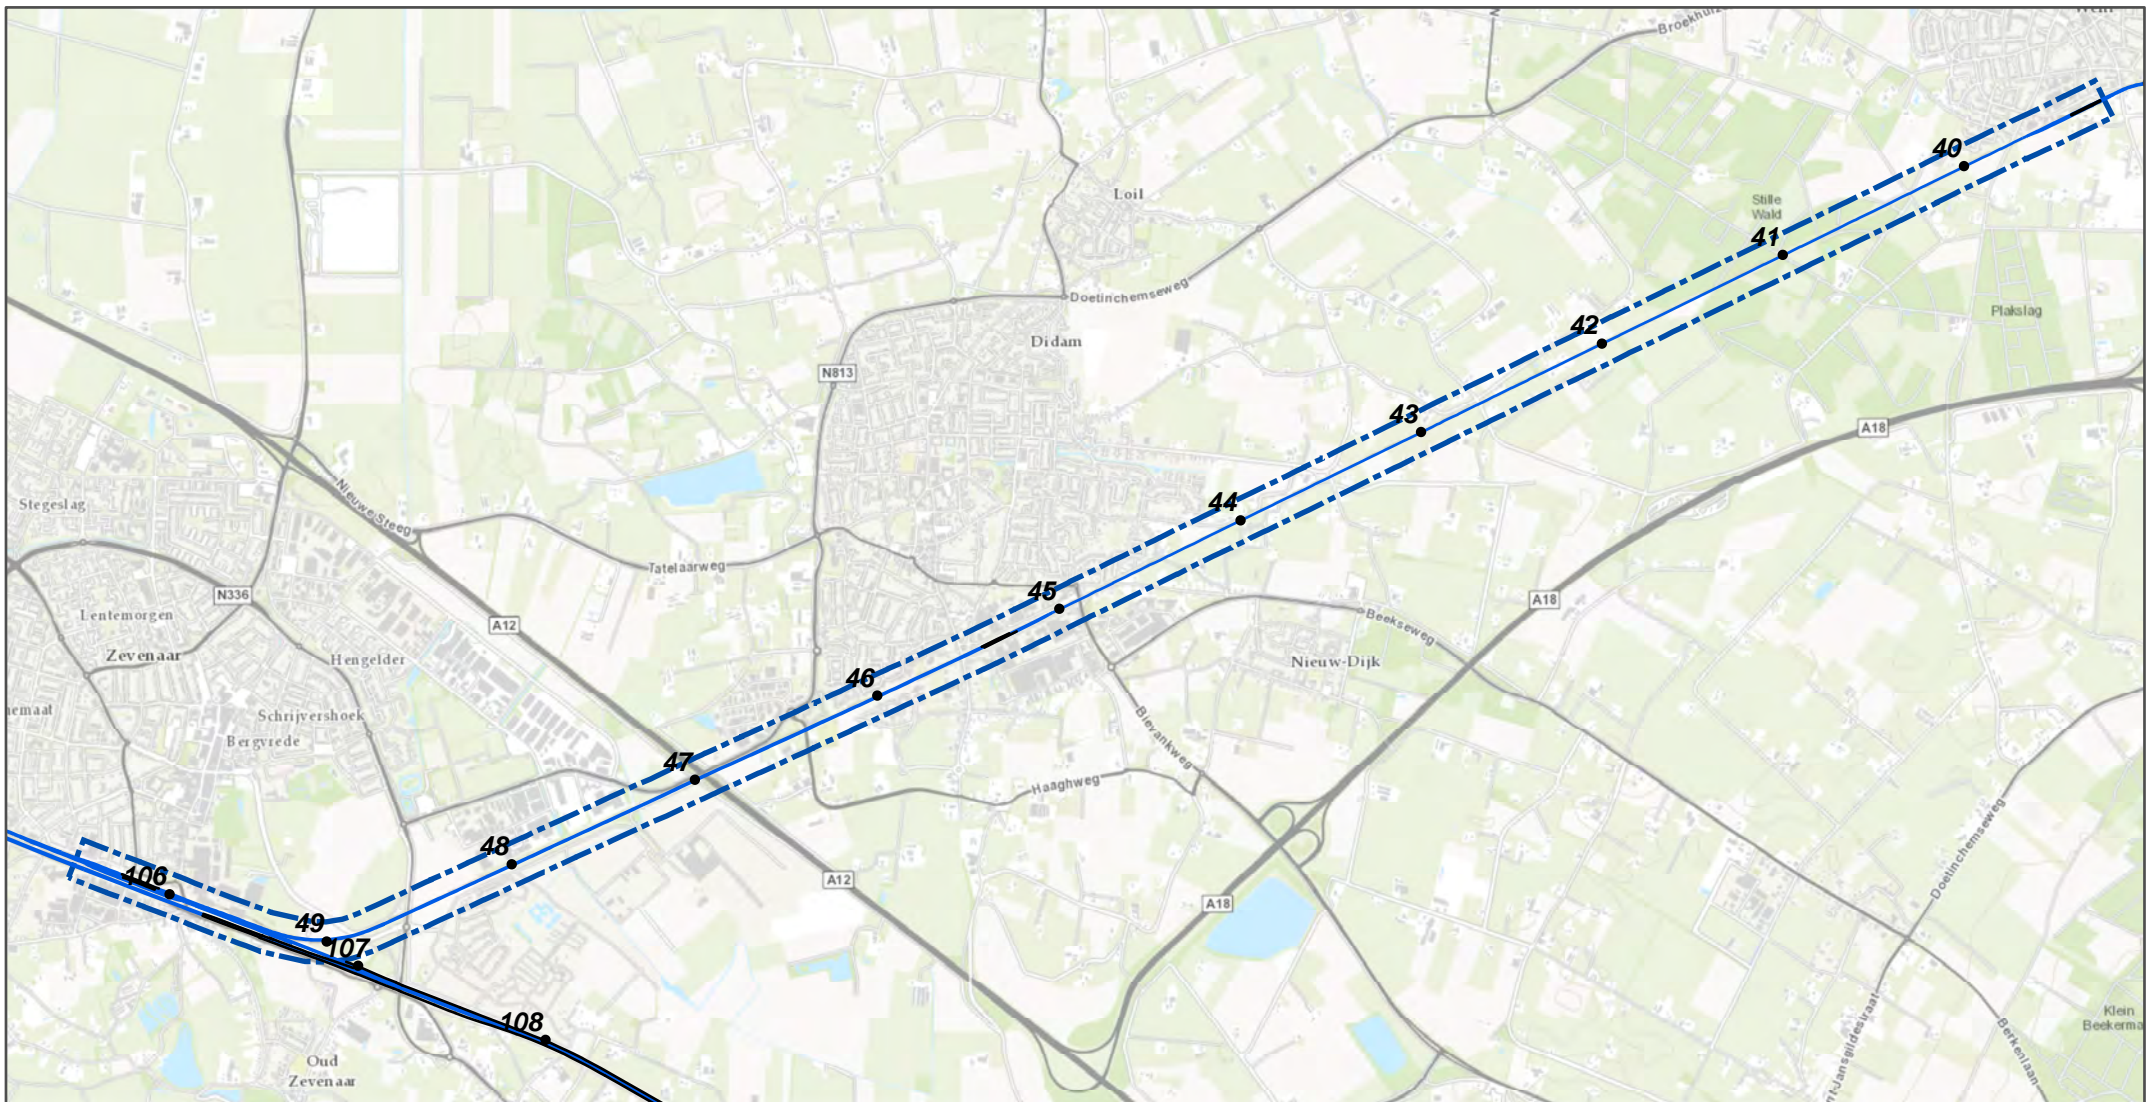 Wehl
Broekhuizerstraat
40
Loil
Stille
Wald
41
Doetinchemseweg
Plakslag
42
Didam
N813
43
A18
44
Stegeslag
Nieuwe Steeg
Tatelaarweg
45
N336
A18
Lentemorgen
A12
Beekseweg
Zevenaar
Hengelder
Nieuw-Dijk
46
Schrijvershoek
Bergvrede
Bievankweg
47
Haaghweg
48
Doetinchemseweg
106
A12
A18
49
107
108
Klein
Berkenlaan
Oud
Zevenaar